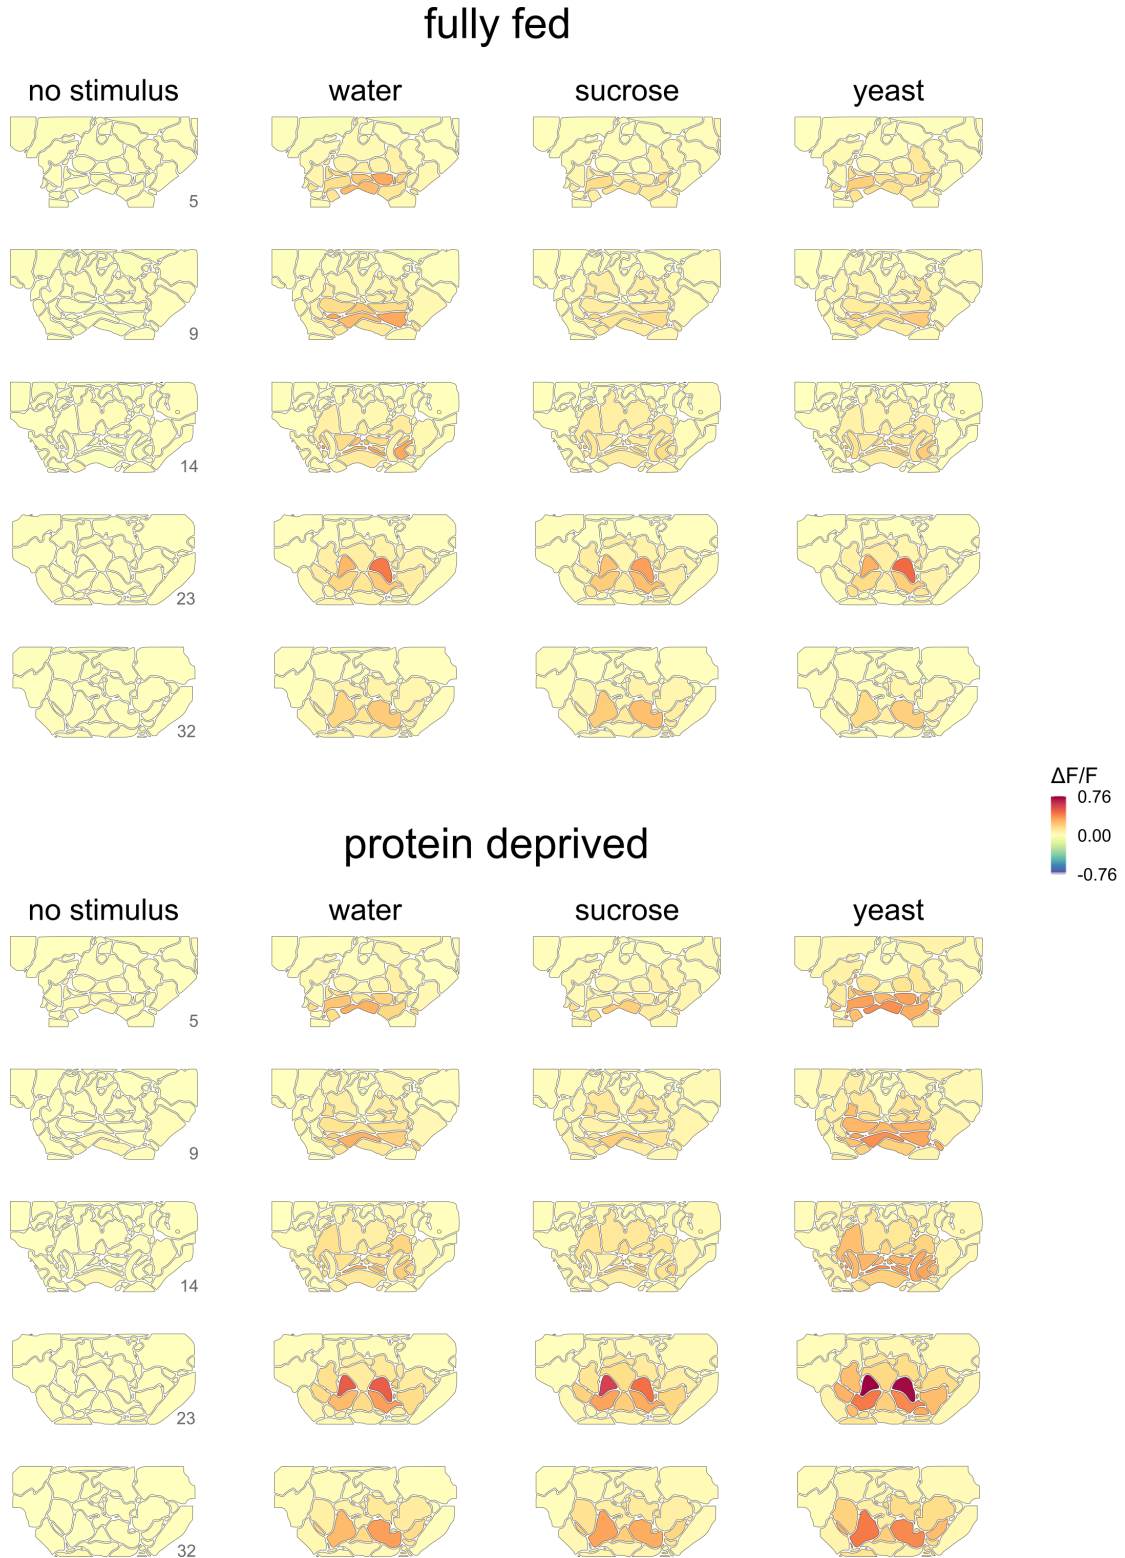 fully fed
no stimulus water sucrose yeast
5
9
14
23
32
ΔF/F
0.76
0.00
-0.76
protein deprived
no stimulus water sucrose yeast
5
9
14
23
32